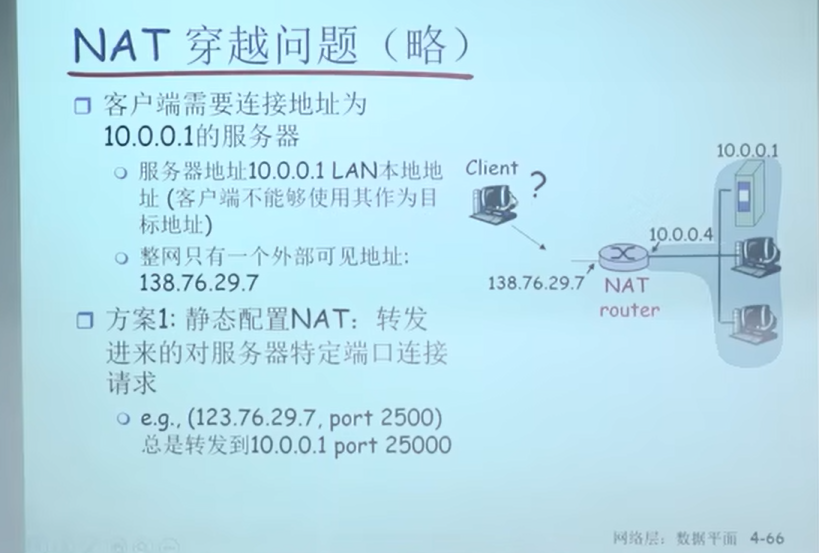 NAT 穿越问题（略）
客户端需要连接地址为
10.0.0.1的服务器
服务器地址10.0.0.1 LAN本地地
址 (客户端不能够使用其作为目
标地址)
整网只有一个外部可见地址:
138.76.29.7
方案1: 静态配置NAT：转发
进来的对服务器特定端口连接
请求
e.g., (123.76.29.7, port 2500)
总是转发到10.0.0.1 port 25000
Client
?
10.0.0.1
10.0.0.4
138.76.29.7
NAT
router
网络层：数据平面 4-66